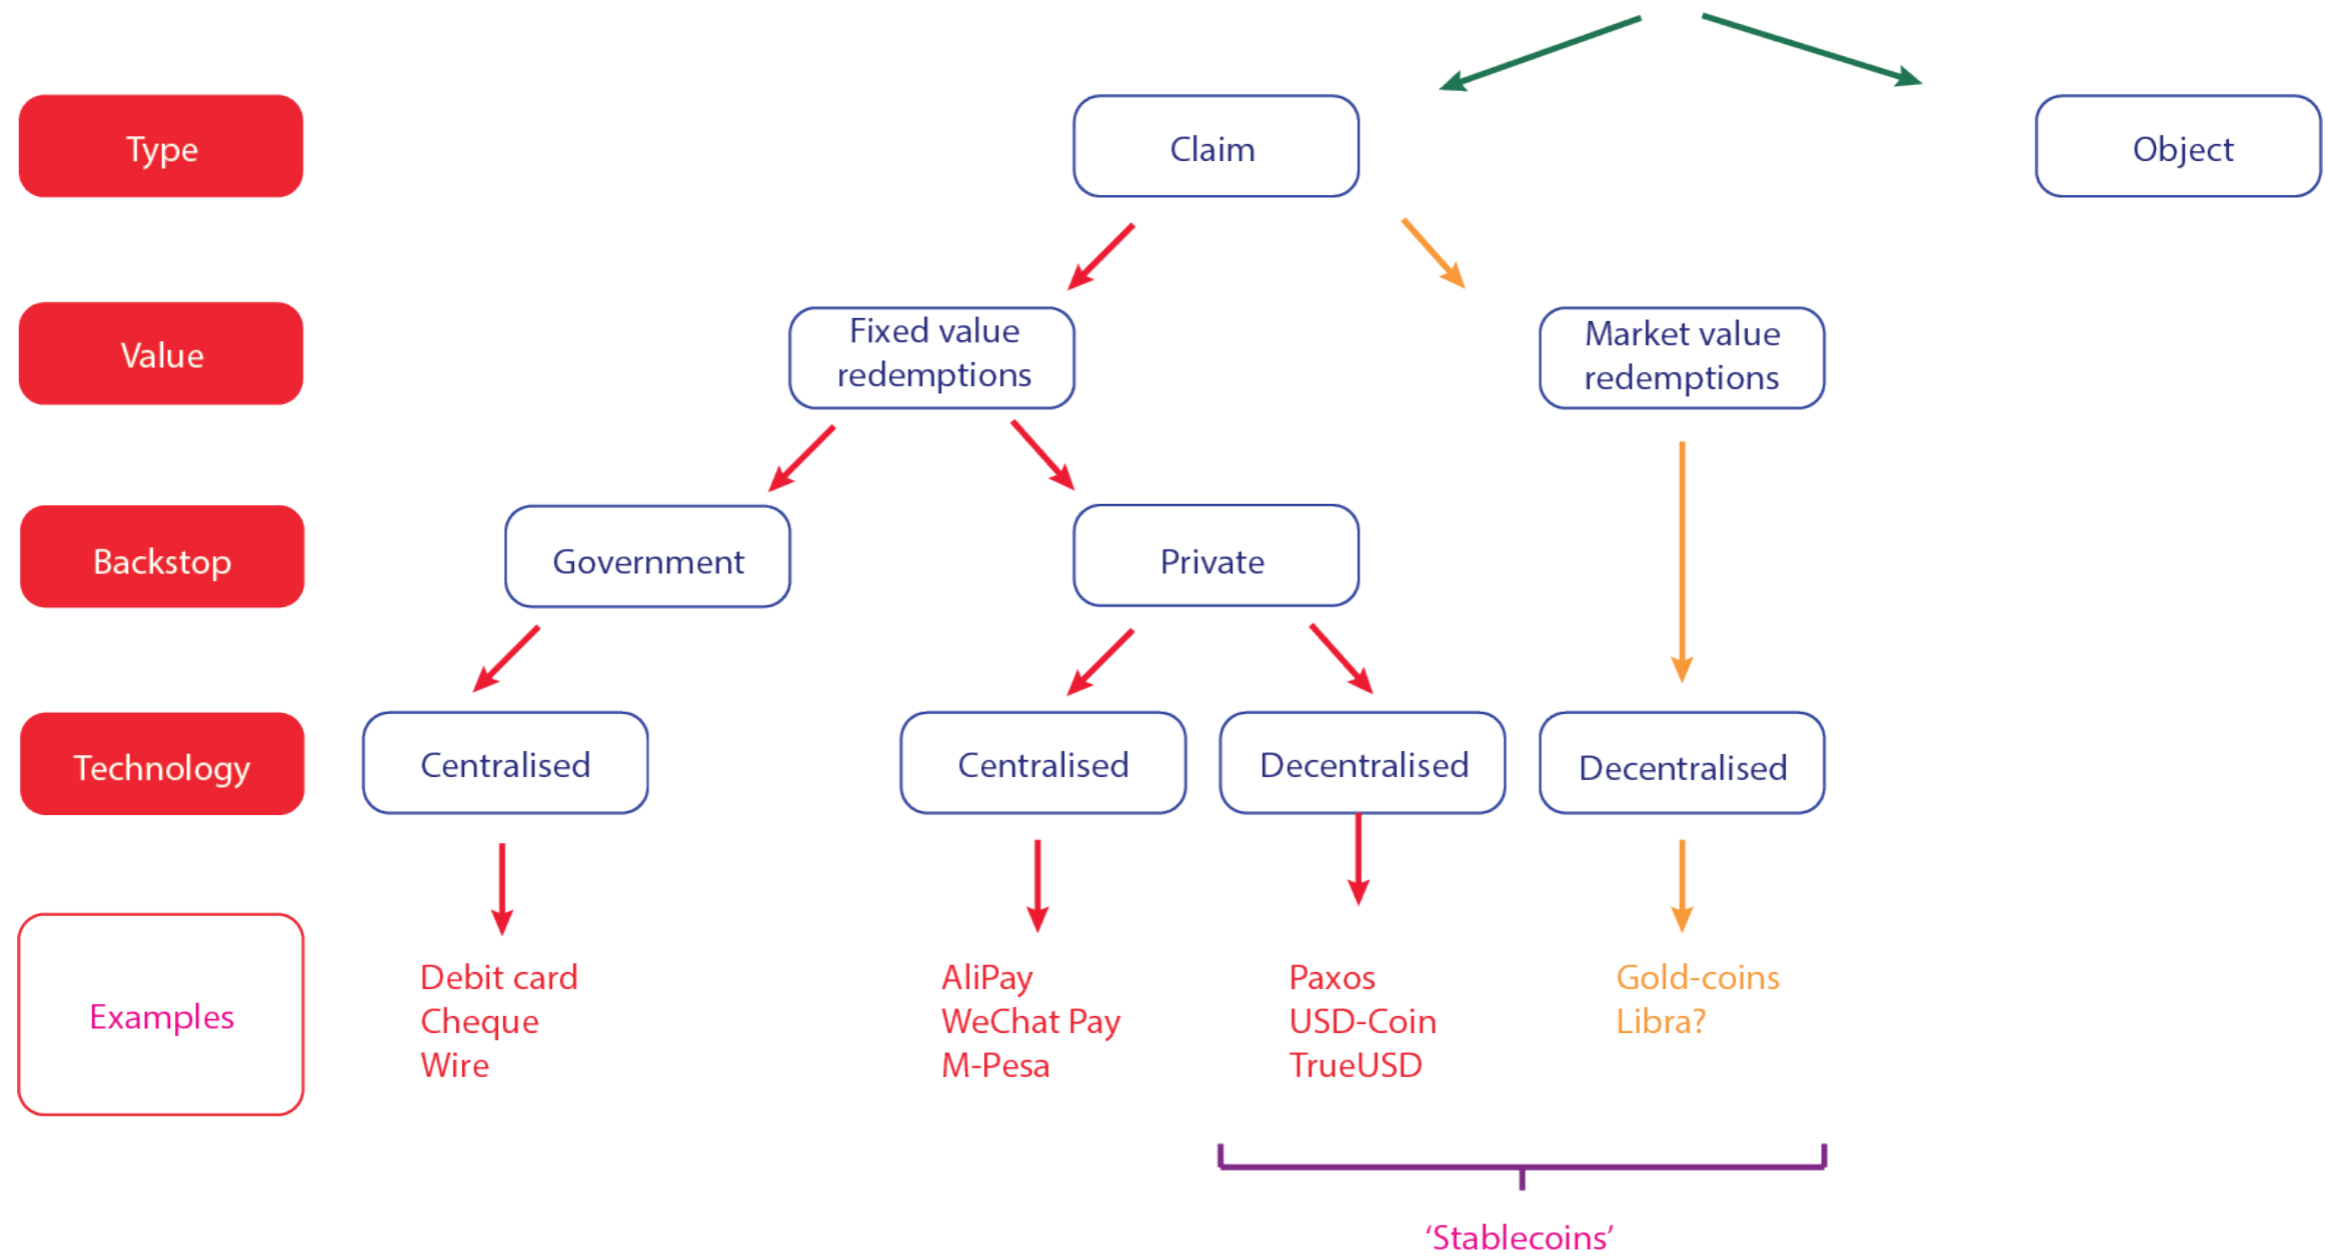 Type
Claim
Object
Value
Fixed value
redemptions
Market value
redemptions
Backstop
Government
Private
Technology
Centralised
Centralised
Decentralised
Decentralised
Examples
Debit card
Cheque
Wire
AliPay
WeChat Pay
M-Pesa
Paxos
USD-Coin
TrueUSD
Gold-coins
Libra?
‘Stablecoins’